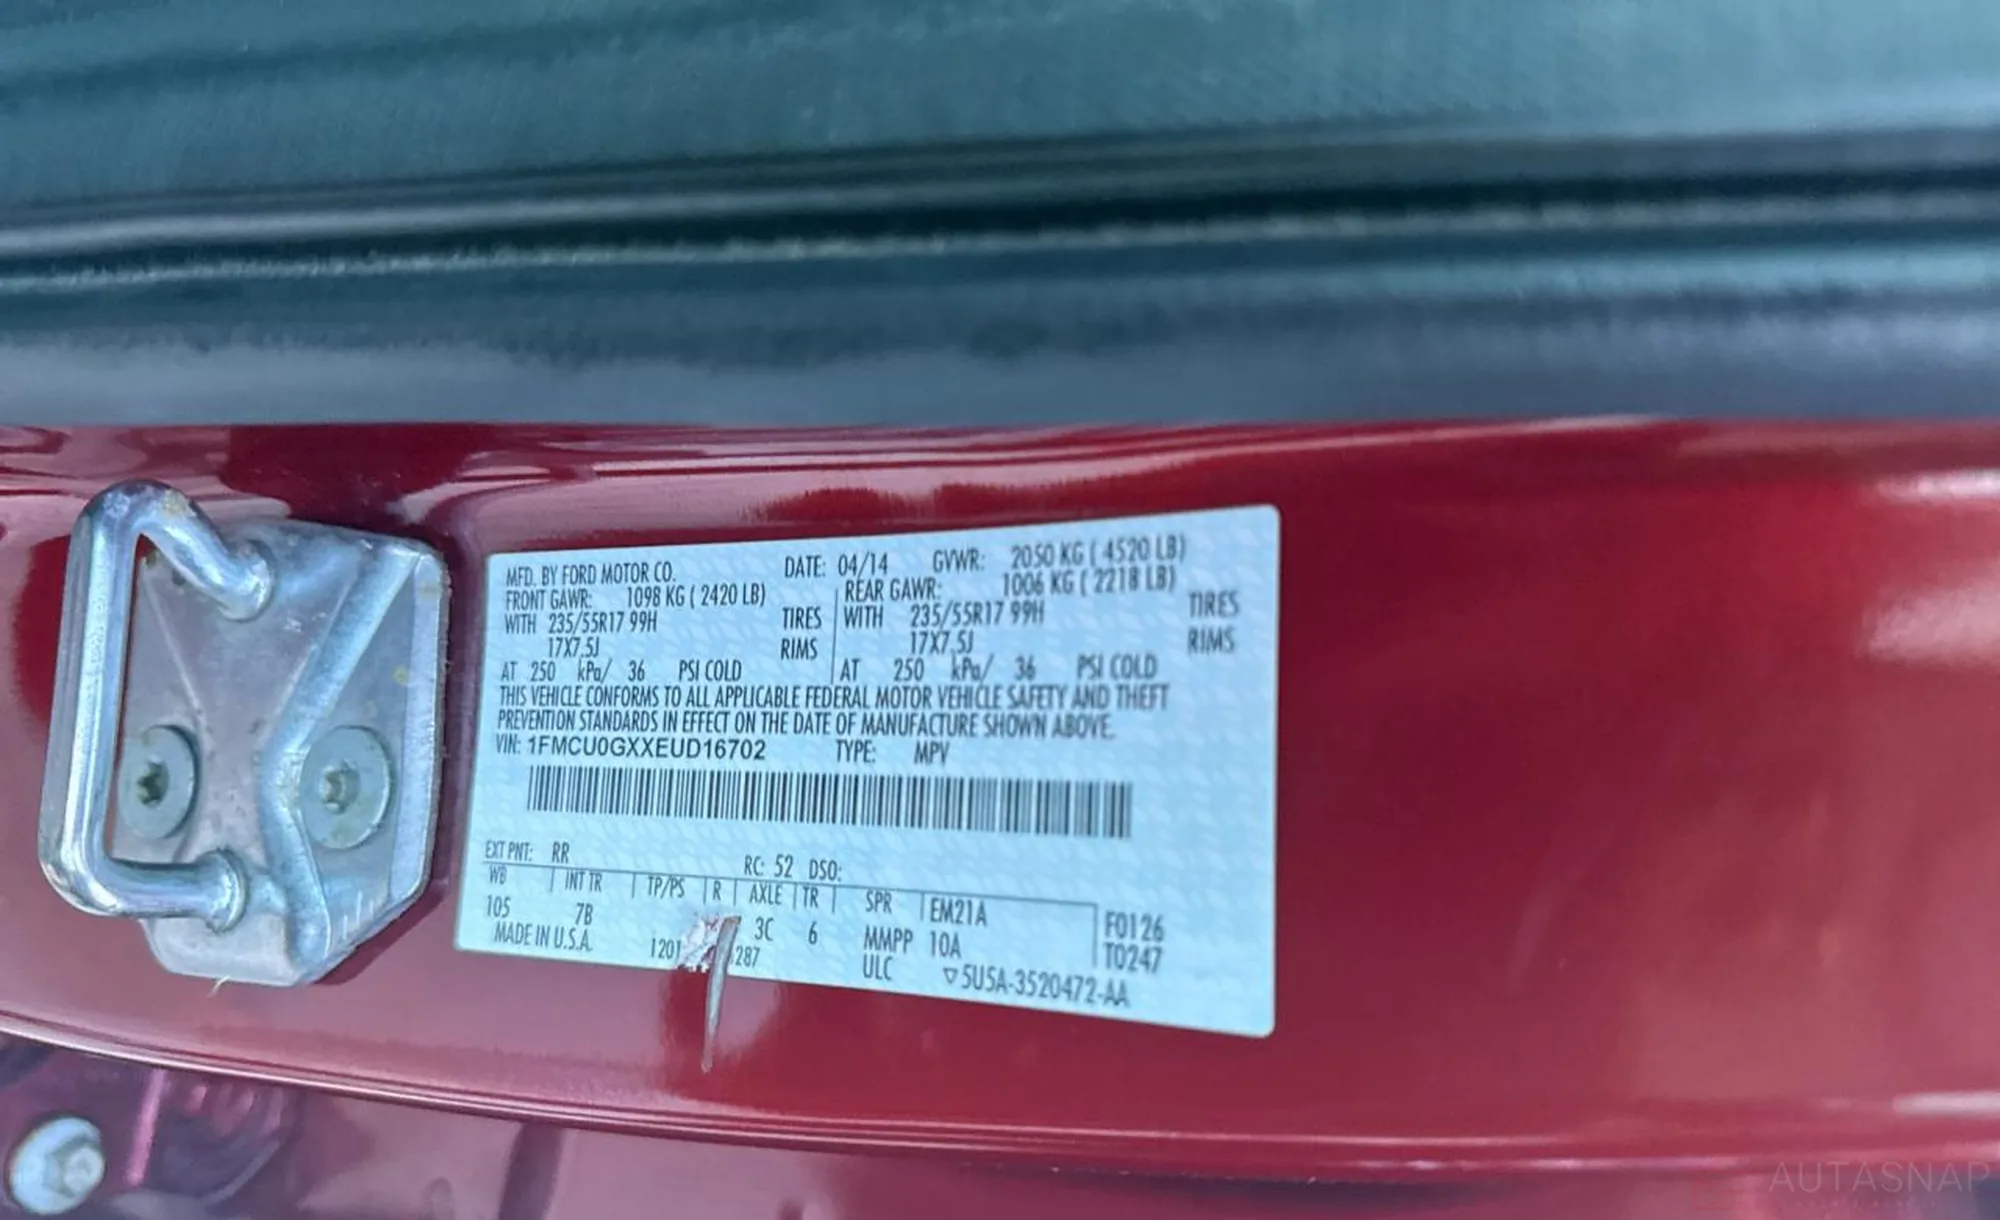 MFD. BY FORD MOTOR CO. DATE: 04/14 GVWR: 2050 KG ( 4520 LB)
FRONT GAWR: 1098 KG ( 2420 LB) REAR GAWR: 1006 KG ( 2218 LB)
WITH 235/55R17 99H TIRES WITH 235/55R17 99H TIRES
17X7.5J RIMS 17X7.5J RIMS
AT 250 kPa/ 36 PSI COLD AT 250 kPa/ 36 PSI COLD
THIS VEHICLE CONFORMS TO ALL APPLICABLE FEDERAL MOTOR VEHICLE SAFETY AND THEFT
PREVENTION STANDARDS IN EFFECT ON THE DATE OF MANUFACTURE SHOWN ABOVE.
VIN: 1FMCU0GXXEUD16702 TYPE: MPV
EXT PNT: RR RC: 52 DSO:
WB INT TR TP/PS R AXLE TR SPR EM21A F0126
105 7B 3C 6 MMPP 10A T0247
MADE IN U.S.A. 1201 287 ULC ▽5U5A-3520472-AA
AUTASNAP